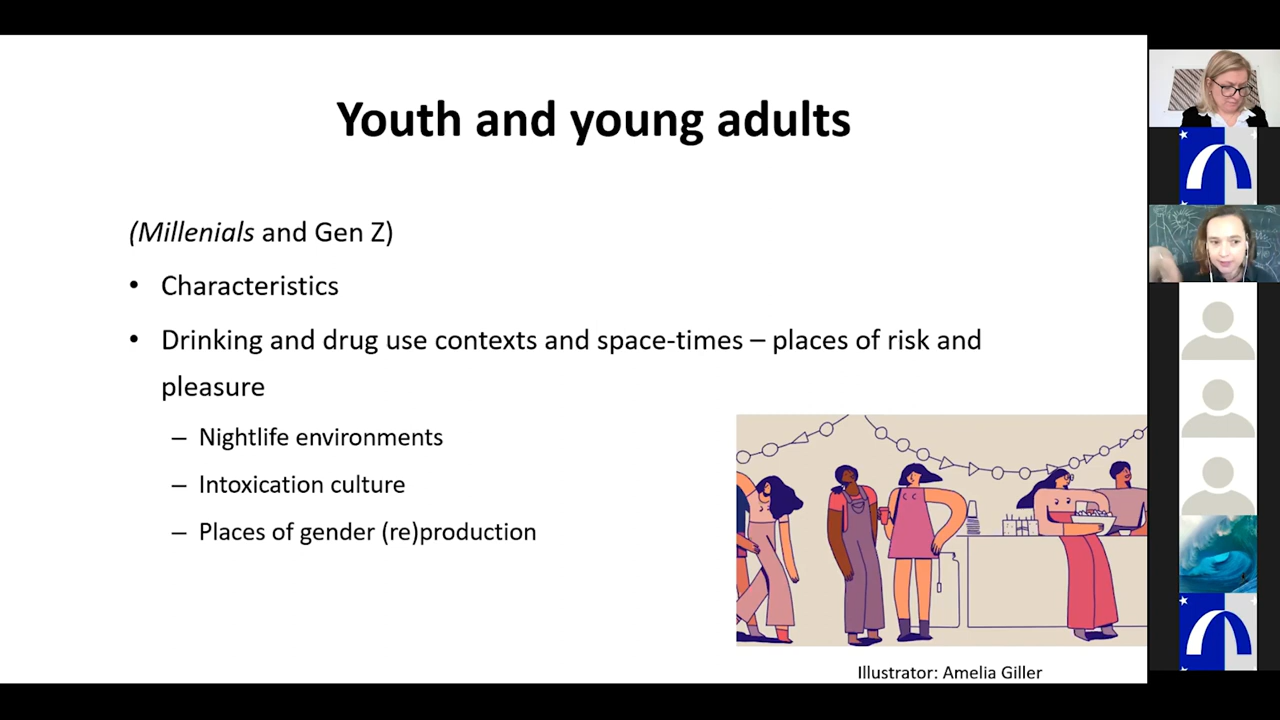 Youth and young adults
(Millenials and Gen Z)
• Characteristics
• Drinking and drug use contexts and space-times – places of risk and
pleasure
– Nightlife environments
– Intoxication culture
– Places of gender (re)production
Illustrator: Amelia Giller